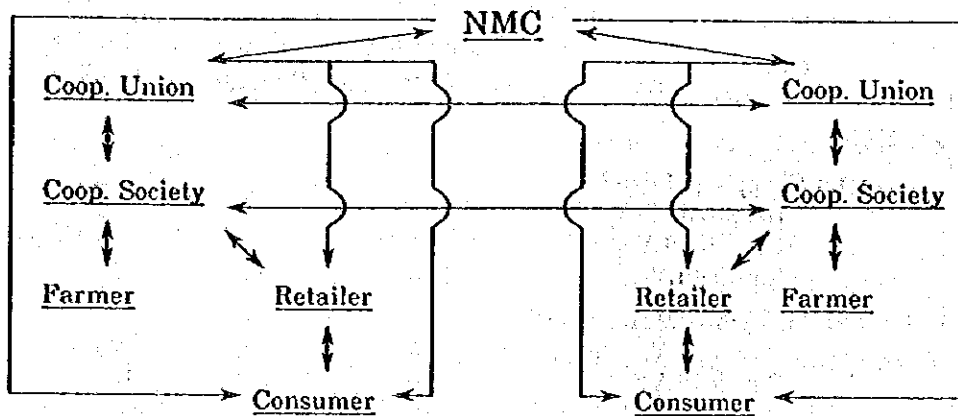 NMC
Coop. Union Coop. Union
Coop. Society Coop. Society
Farmer Retailer Retailer Farmer
Consumer Consumer